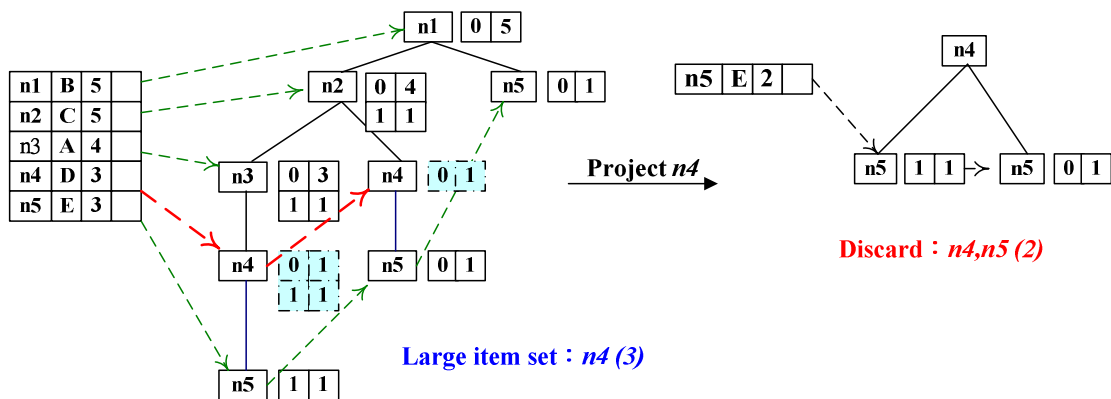 n1 0 5
n1 B 5
n2 C 5
n3 A 4
n4 D 3
n5 E 3
n2 0 4
1 1
n5 0 1
n3 0 3
1 1
n4 0 1
n4 0 1
1 1
n5 0 1
n5 1 1
Large item set：n4 (3)
Project n4
n4
n5 E 2
n5 1 1
n5 0 1
Discard：n4,n5 (2)